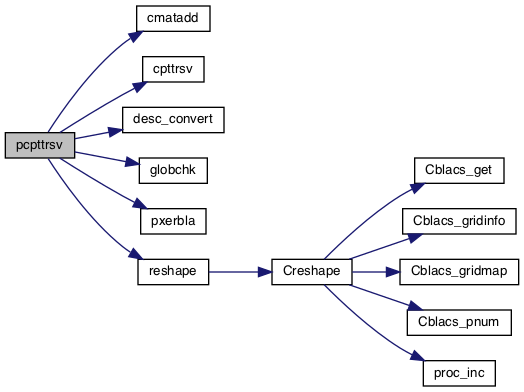 cmatadd
cpttrsv
desc_convert
pcpttrsv
globchk
pxerbla
reshape
Creshape
Cblacs_get
Cblacs_gridinfo
Cblacs_gridmap
Cblacs_pnum
proc_inc